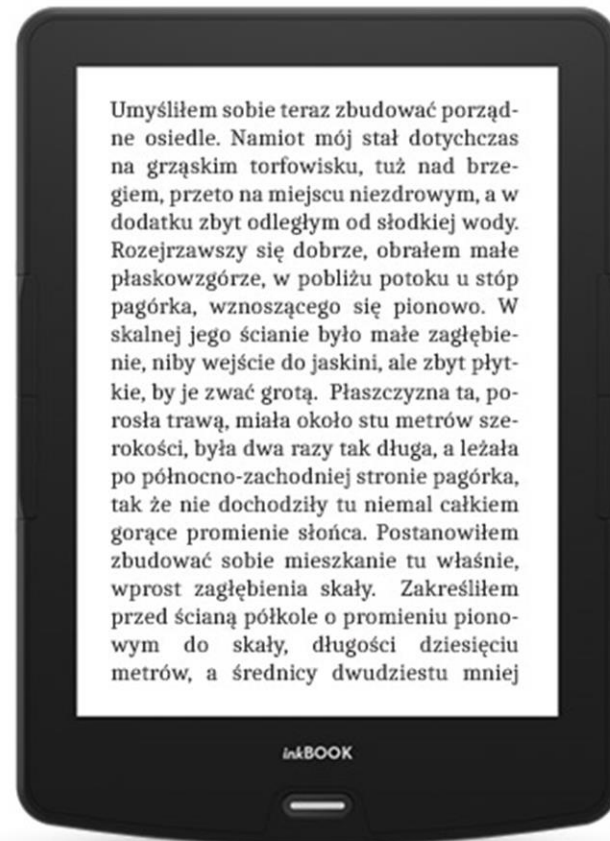 Umyśliłem sobie teraz zbudować porząd-
ne osiedle. Namiot mój stał dotychczas
na grząskim torfowisku, tuż nad brze-
giem, przeto na miejscu niezdrowym, a w
dodatku zbyt odległym od słodkiej wody.
Rozejrzawszy się dobrze, obrałem małe
płaskowzgórze, w pobliżu potoku u stóp
pagórka, wznoszącego się pionowo. W
skalnej jego ścianie było małe zagłębie-
nie, niby wejście do jaskini, ale zbyt płyt-
kie, by je zwać grotą. Płaszczyzna ta, po-
rosła trawą, miała około stu metrów sze-
rokości, była dwa razy tak długa, a leżała
po północno-zachodniej stronie pagórka,
tak że nie dochodziły tu niemal całkiem
gorące promienie słońca. Postanowiłem
zbudować sobie mieszkanie tu właśnie,
wprost zagłębienia skały. Zakreśliłem
przed ścianą półkole o promieniu piono-
wym do skały, długości dziesięciu
metrów, a średnicy dwudziestu mniej
inkBOOK